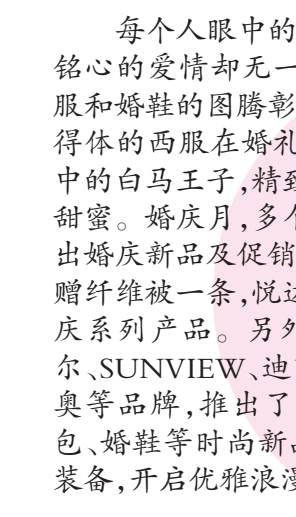 每个人眼中的
铭心的爱情却无一
服和婚鞋的图腾彰
得体的西服在婚礼
中的白马王子,精致
甜蜜。婚庆月,多个
出婚庆新品及促销
赠纤维被一条,悦达
庆系列产品。另外
尔、SUNVIEW、迪
奥等品牌,推出了
包、婚鞋等时尚新品
装备,开启优雅浪漫